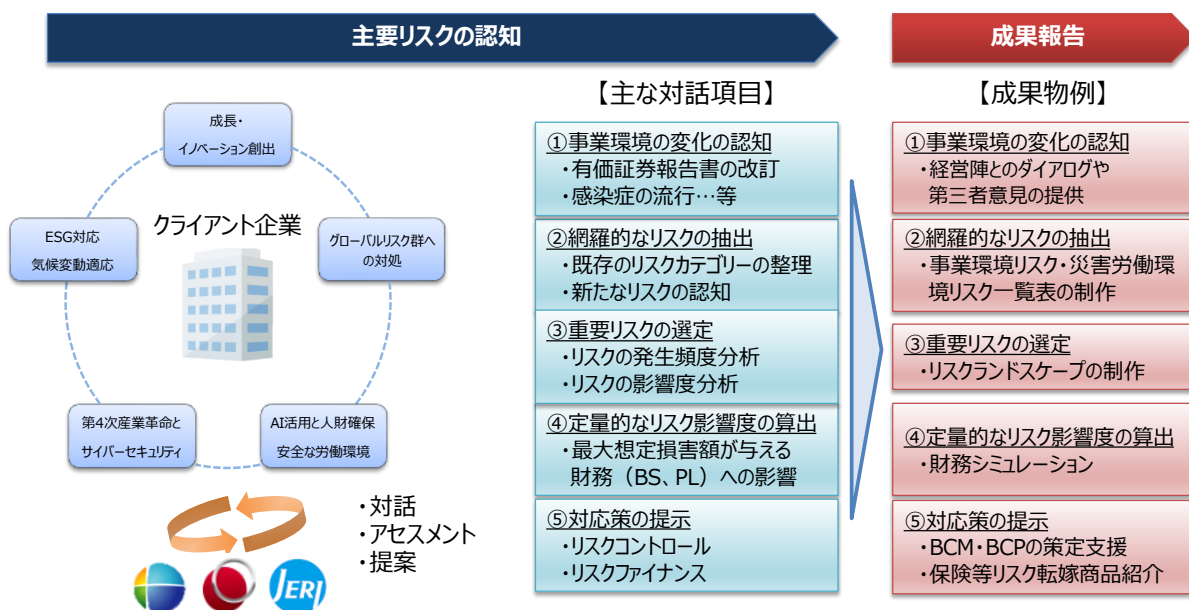 主要リスクの認知
成果報告
成長・
イノベーション創出
ESG対応
気候変動適応
クライアント企業
グローバルリスク群へ
の対処
第4次産業革命と
サイバーセキュリティ
AI活用と人財確保
安全な労働環境
・対話
・アセスメント
・提案
JERI
【主な対話項目】
①事業環境の変化の認知
・有価証券報告書の改訂
・感染症の流行…等
②網羅的なリスクの抽出
・既存のリスクカテゴリーの整理
・新たなリスクの認知
③重要リスクの選定
・リスクの発生頻度分析
・リスクの影響度分析
④定量的なリスク影響度の算出
・最大想定損害額が与える
財務（BS、PL）への影響
⑤対応策の提示
・リスクコントロール
・リスクファイナンス
【成果物例】
①事業環境の変化の認知
・経営陣とのダイアログや
第三者意見の提供
②網羅的なリスクの抽出
・事業環境リスク・災害労働環
境リスク一覧表の制作
③重要リスクの選定
・リスクランドスケープの制作
④定量的なリスク影響度の算出
・財務シミュレーション
⑤対応策の提示
・BCM・BCPの策定支援
・保険等リスク転嫁商品紹介